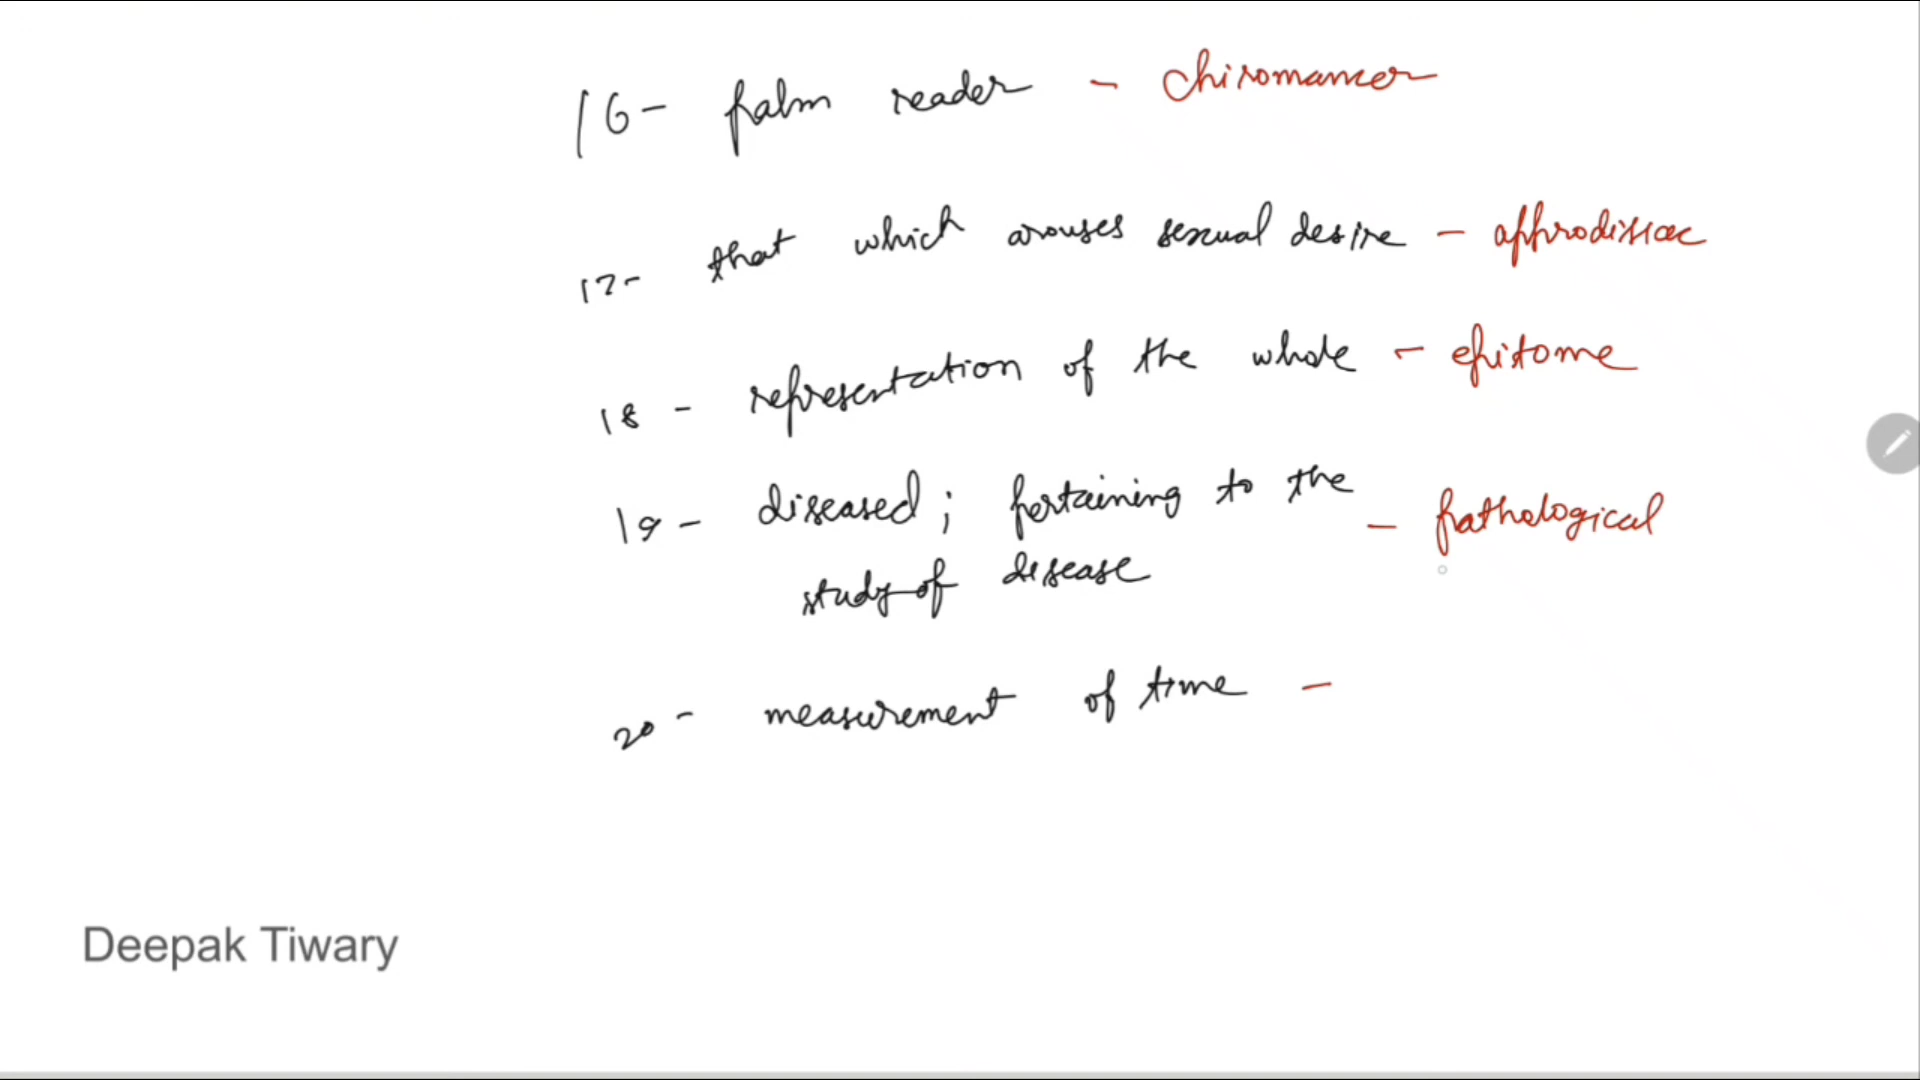 16- palm reader - chiromancer
17- that which arouses sexual desire - aphrodisiac
18 - representation of the whole - epitome
19 - diseased; pertaining to the - pathological
study of disease
20- measurement of time -
Deepak Tiwary